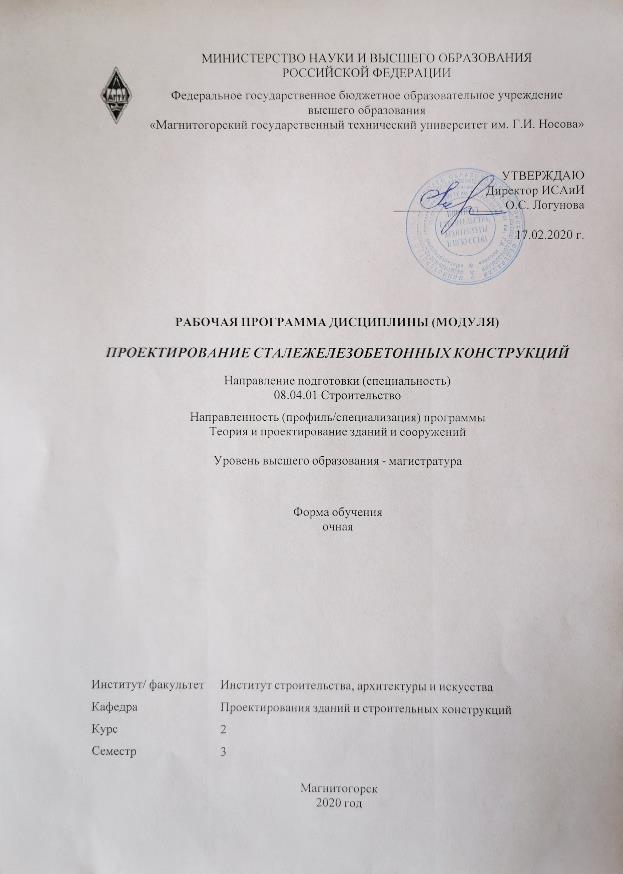 МИНИСТЕРСТВО НАУКИ И ВЫСШЕГО ОБРАЗОВАНИЯ
РОССИЙСКОЙ ФЕДЕРАЦИИ
Федеральное государственное бюджетное образовательное учреждение
высшего образования
«Магнитогорский государственный технический университет им. Г.И. Носова»
УТВЕРЖДАЮ
Директор ИСАиИ
О.С. Логунова
17.02.2020 г.
РАБОЧАЯ ПРОГРАММА ДИСЦИПЛИНЫ (МОДУЛЯ)
ПРОЕКТИРОВАНИЕ СТАЛЕЖЕЛЕЗОБЕТОННЫХ КОНСТРУКЦИЙ
Направление подготовки (специальность)
08.04.01 Строительство
Направленность (профиль/специализация) программы
Теория и проектирование зданий и сооружений
Уровень высшего образования - магистратура
Форма обучения
очная
Институт/ факультет Институт строительства, архитектуры и искусства
Кафедра Проектирования зданий и строительных конструкций
Курс 2
Семестр 3
Магнитогорск
2020 год